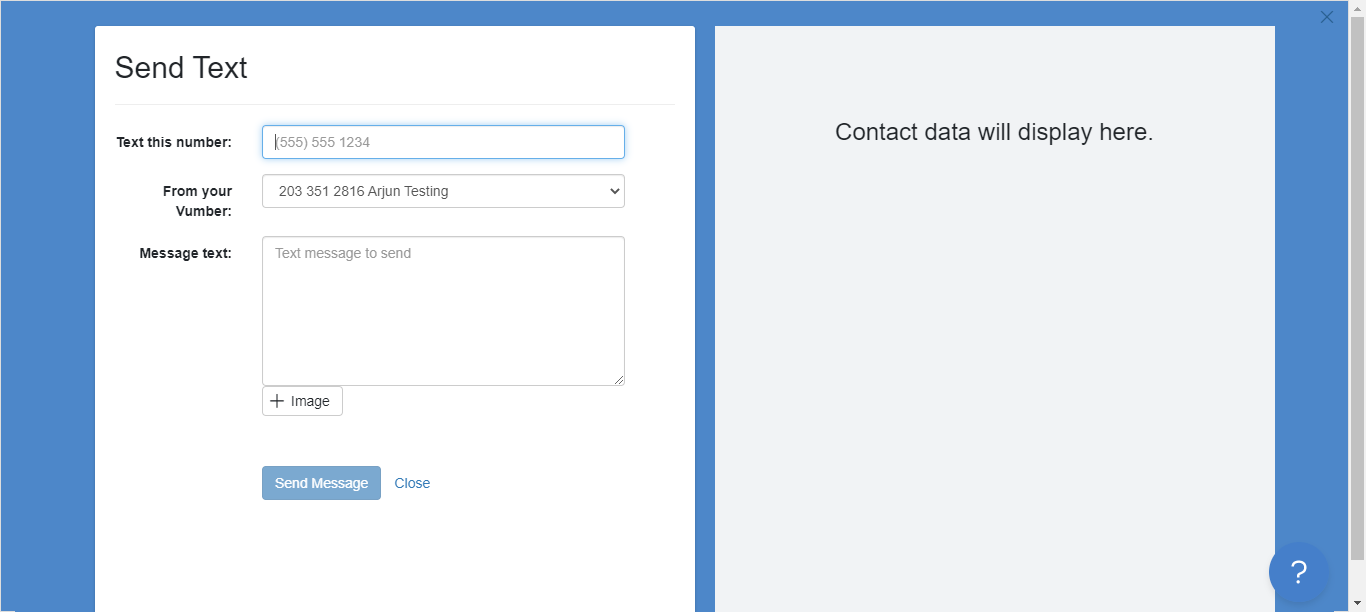 Send Text
Text this number:
(555) 555 1234
From your
Vumber:
203 351 2816 Arjun Testing
Message text:
Text message to send
Image
Send Message
Close
Contact data will display here.
?